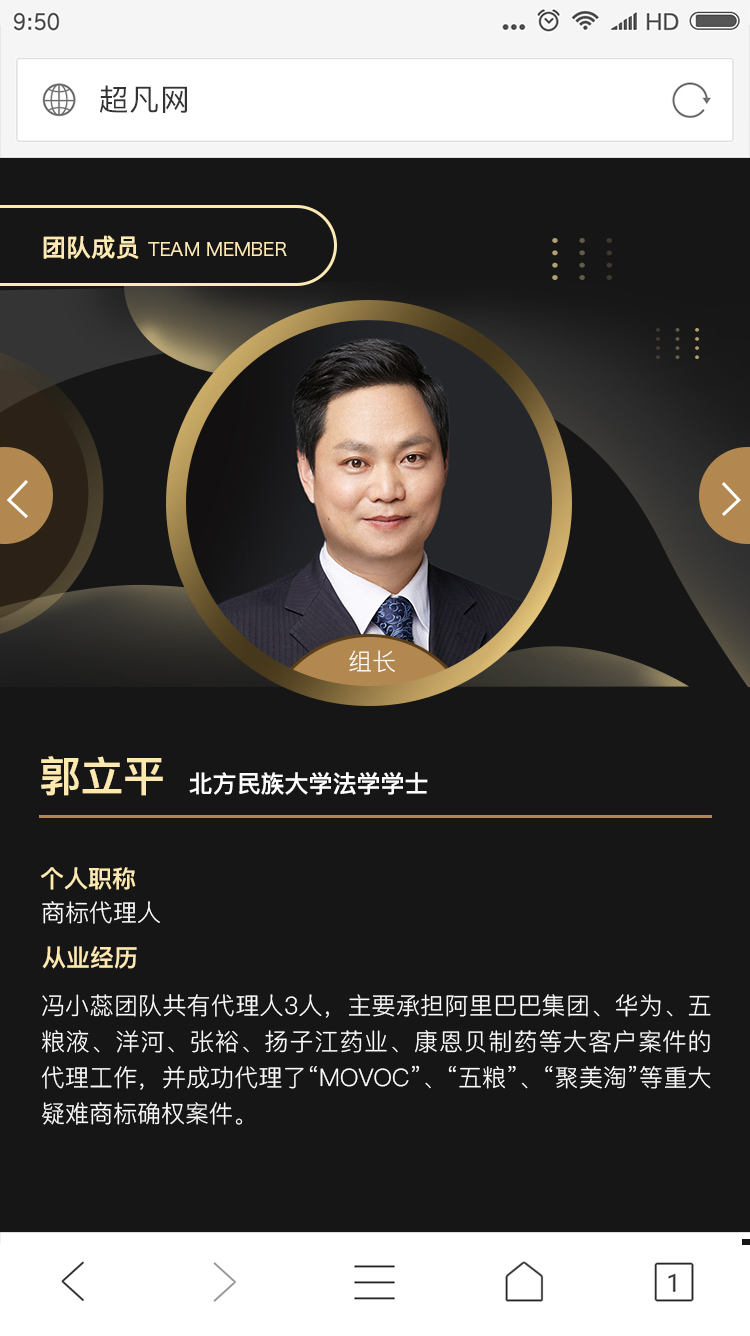 9:50
HD
超凡网
团队成员 TEAM MEMBER
组长
郭立平 北方民族大学法学学士
个人职称
商标代理人
从业经历
冯小蕊团队共有代理人3人，主要承担阿里巴巴集团、华为、五
粮液、洋河、张裕、扬子江药业、康恩贝制药等大客户案件的
代理工作，并成功代理了“MOVOC”、“五粮”、“聚美淘”等重大
疑难商标确权案件。
1